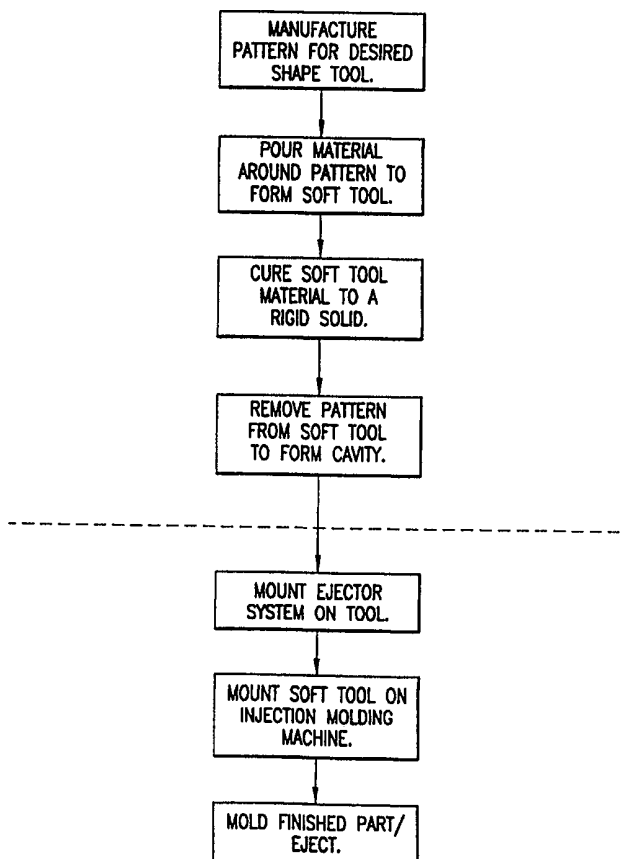 MANUFACTURE
PATTERN FOR DESIRED
SHAPE TOOL.
POUR MATERIAL
AROUND PATTERN TO
FORM SOFT TOOL.
CURE SOFT TOOL
MATERIAL TO A
RIGID SOLID.
REMOVE PATTERN
FROM SOFT TOOL
TO FORM CAVITY.
MOUNT EJECTOR
SYSTEM ON TOOL.
MOUNT SOFT TOOL ON
INJECTION MOLDING
MACHINE.
MOLD FINISHED PART/
EJECT.